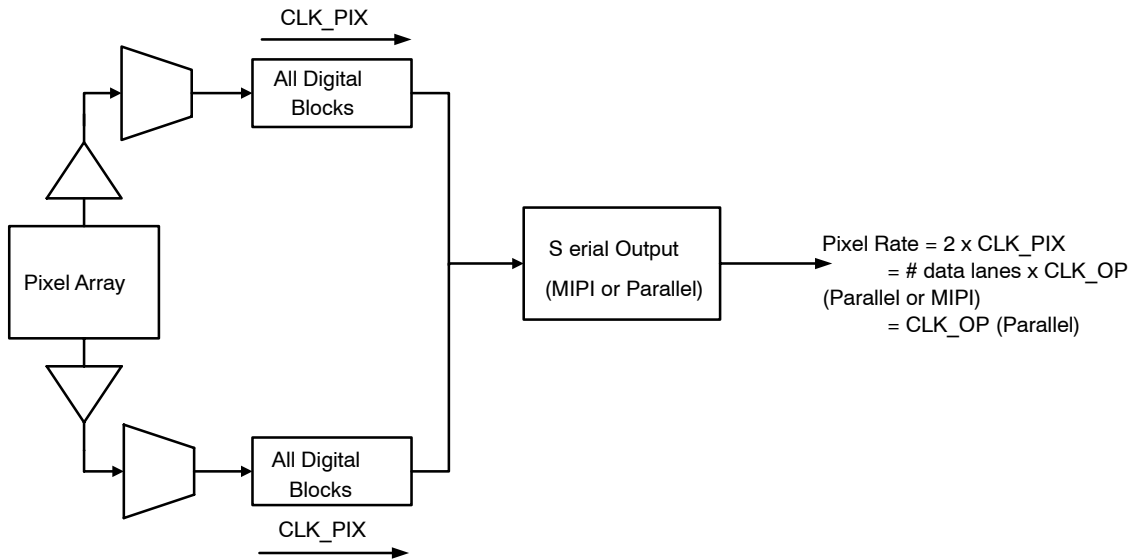 CLK_PIX
All Digital
Blocks
Pixel Array
S erial Output
(MIPI or Parallel)
Pixel Rate = 2 x CLK_PIX
= # data lanes x CLK_OP
(Parallel or MIPI)
= CLK_OP (Parallel)
All Digital
Blocks
CLK_PIX